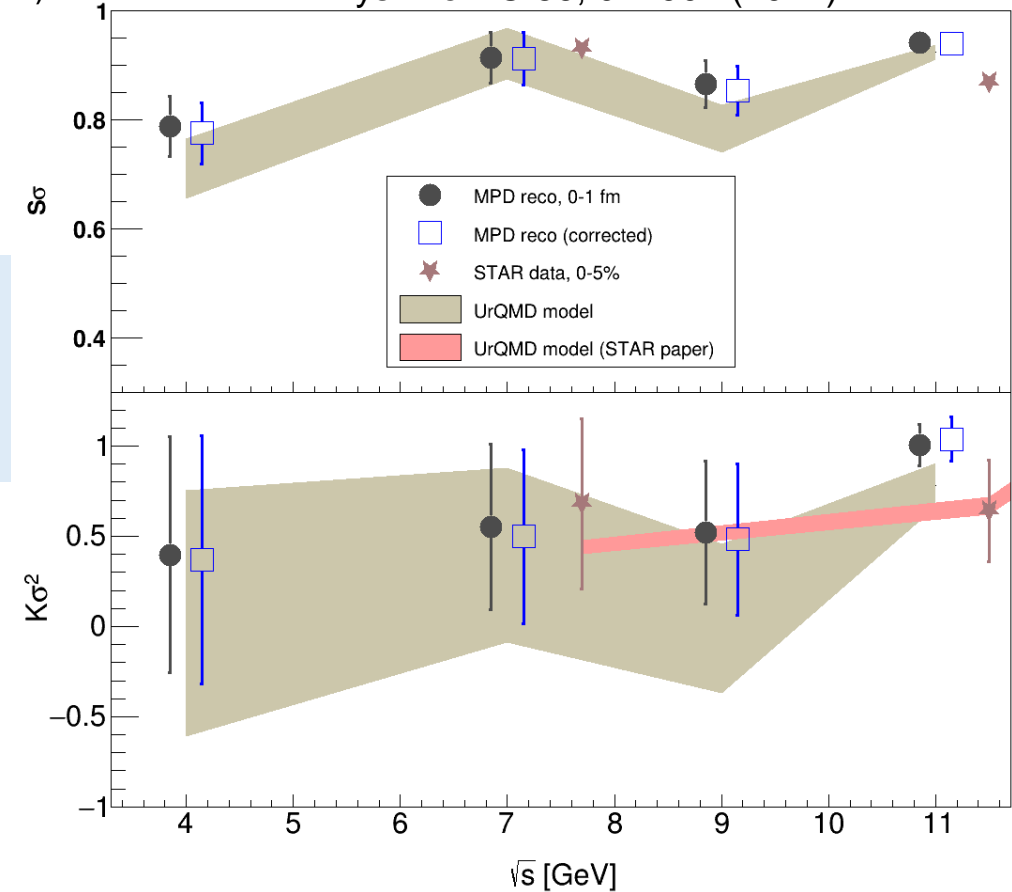 1
0.8
0.6
0.4
Sσ
MPD reco, 0-1 fm
MPD reco (corrected)
STAR data, 0-5%
UrQMD model
UrQMD model (STAR paper)
1
0.5
0
−0.5
−1
Kσ²
4 5 6 7 8 9 10 11
√s [GeV]